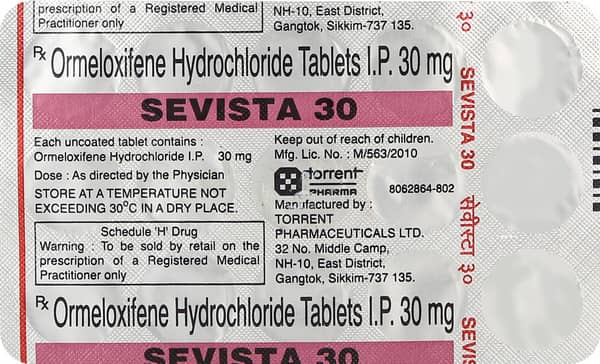 prescription of a Registered Medical
Practitioner only
NH-10, East District,
Gangtok, Sikkim-737 135.
Rx Ormeloxifene Hydrochloride Tablets I.P. 30 mg
SEVISTA 30
Each uncoated tablet contains :
Ormeloxifene Hydrochloride I.P. 30 mg
Dose : As directed by the Physician
STORE AT A TEMPERATURE NOT
EXCEEDING 30°C IN A DRY PLACE.
Schedule 'H' Drug
Warning : To be sold by retail on the
prescription of a Registered Medical
Practitioner only
Keep out of reach of children.
Mfg. Lic. No. : M/563/2010
torrent
PHARMA
8062864-802
Manufactured by :
TORRENT
PHARMACEUTICALS LTD.
32 No. Middle Camp,
NH-10, East District,
Gangtok, Sikkim-737 135.
Rx Ormeloxifene Hydrochloride Tablets I.P. 30 mg
SEVISTA 30
३०
SEVISTA 30
सेवीस्टा ३०
SEVIS